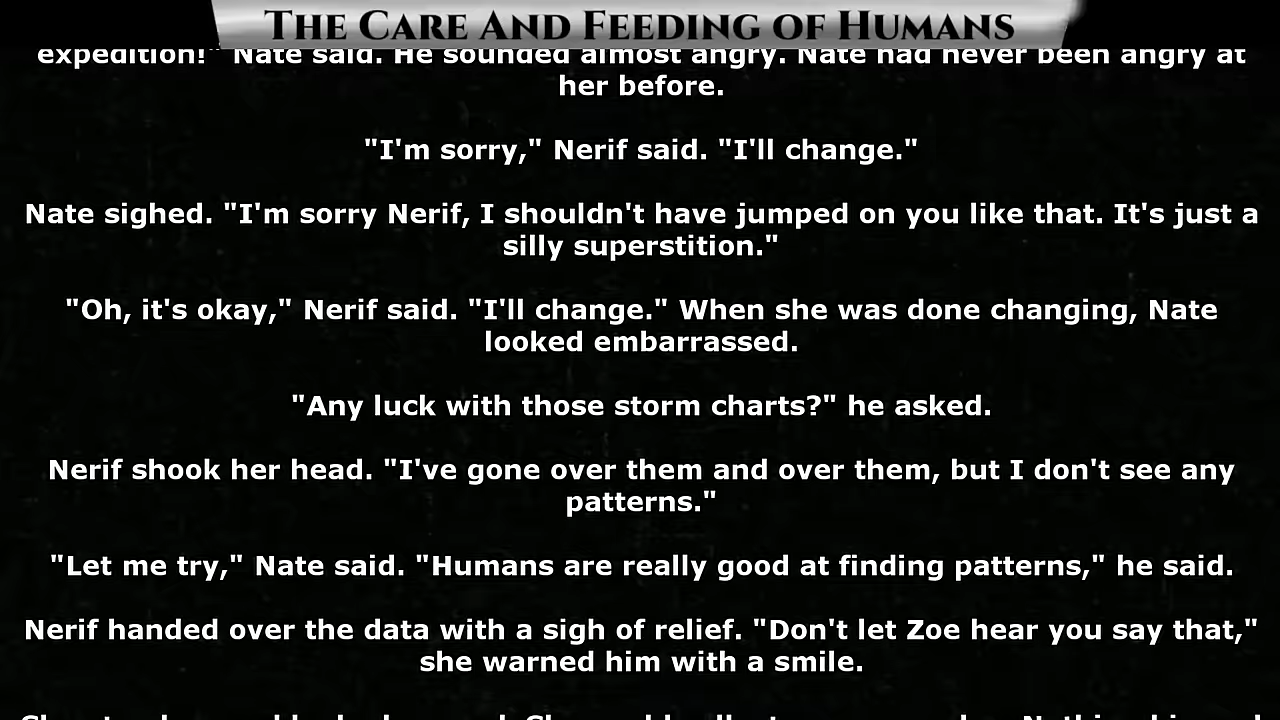 THE CARE AND FEEDING OF HUMANS
expedition!" Nate said. He sounded almost angry. Nate had never been angry at
her before.
"I'm sorry," Nerif said. "I'll change."
Nate sighed. "I'm sorry Nerif, I shouldn't have jumped on you like that. It's just a
silly superstition."
"Oh, it's okay," Nerif said. "I'll change." When she was done changing, Nate
looked embarrassed.
"Any luck with those storm charts?" he asked.
Nerif shook her head. "I've gone over them and over them, but I don't see any
patterns."
"Let me try," Nate said. "Humans are really good at finding patterns," he said.
Nerif handed over the data with a sigh of relief. "Don't let Zoe hear you say that,"
she warned him with a smile.